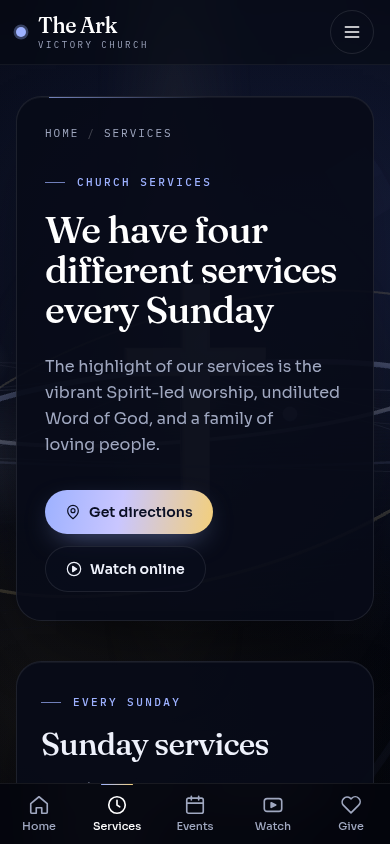 The Ark
VICTORY CHURCH
HOME / SERVICES
CHURCH SERVICES
We have four
different services
every Sunday
The highlight of our services is the
vibrant Spirit-led worship, undiluted
Word of God, and a family of
loving people.
Get directions
Watch online
EVERY SUNDAY
Sunday services
Home
Services
Events
Watch
Give